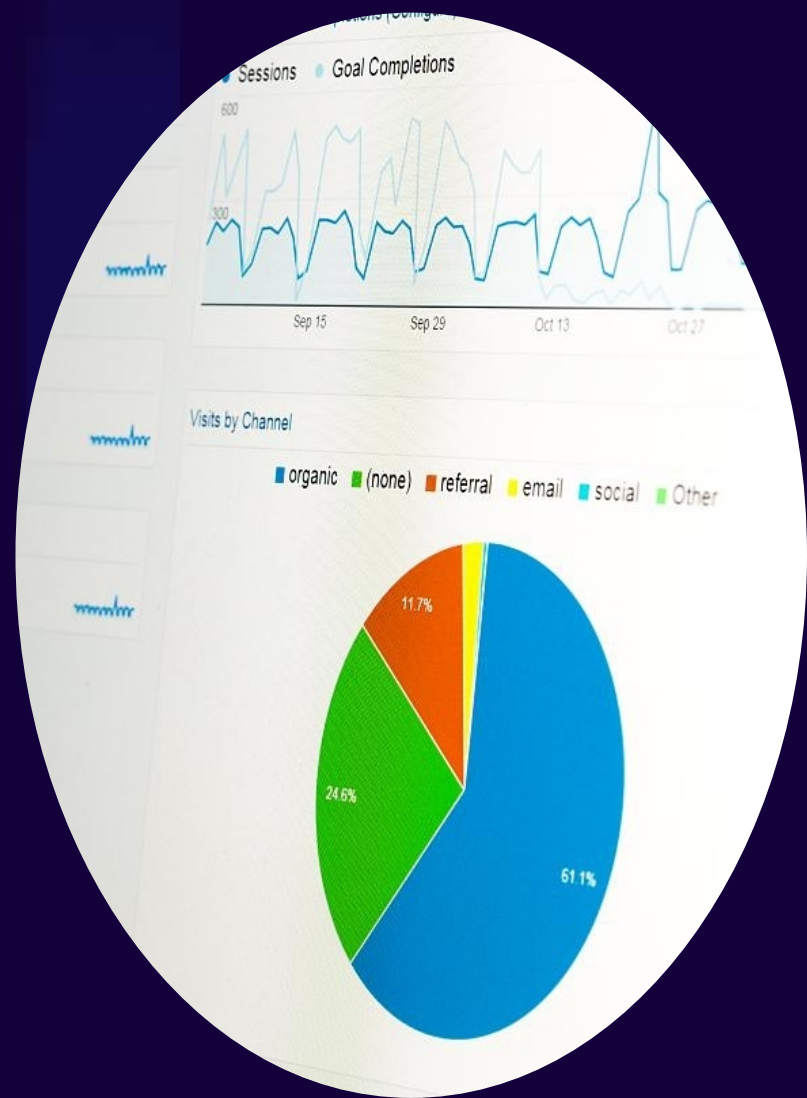 Sessions Goal Completions
600
300
Sep 15 Sep 29 Oct 13 Oct 27
Visits by Channel
organic (none) referral email social Other
11.7%
24.6%
61.1%